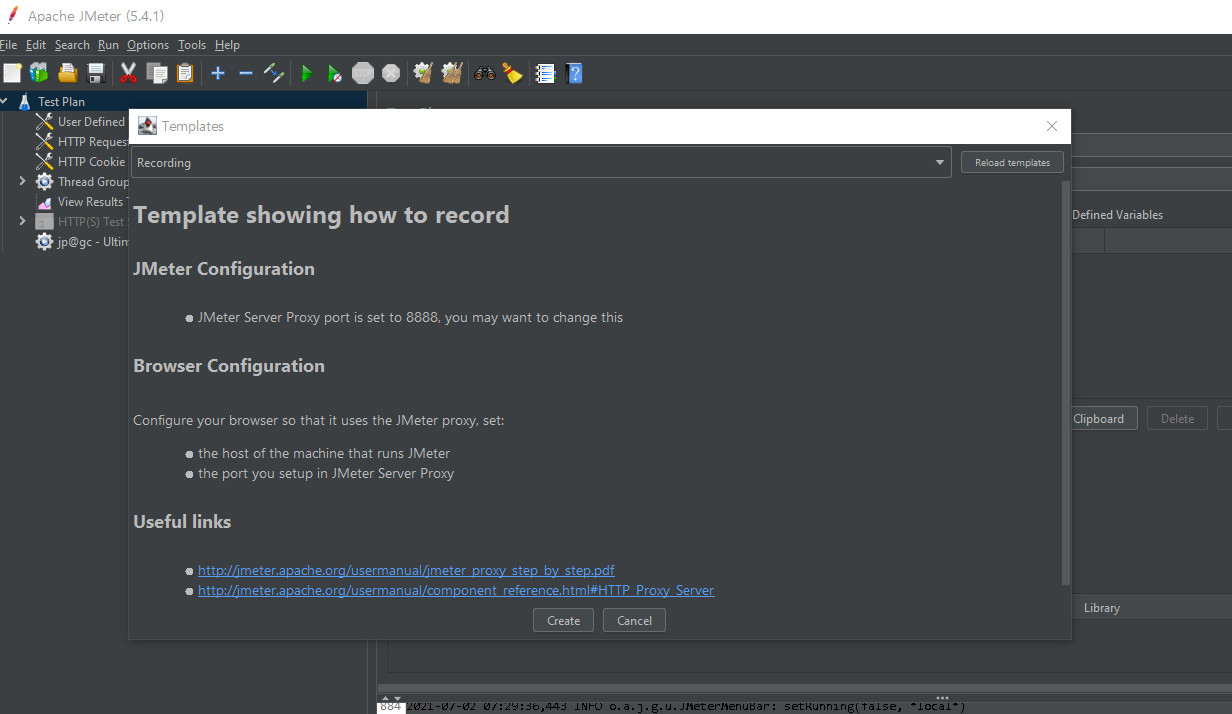 Apache JMeter (5.4.1)
File Edit Search Run Options Tools Help
Test Plan
User Defined
HTTP Request
HTTP Cookie
Thread Group
View Results
HTTP(S) Test
jp@gc - Ultim
Templates
Recording
Reload templates
Template showing how to record
JMeter Configuration
JMeter Server Proxy port is set to 8888, you may want to change this
Browser Configuration
Configure your browser so that it uses the JMeter proxy, set:
the host of the machine that runs JMeter
the port you setup in JMeter Server Proxy
Useful links
http://jmeter.apache.org/usermanual/jmeter_proxy_step_by_step.pdf
http://jmeter.apache.org/usermanual/component_reference.html#HTTP_Proxy_Server
Create Cancel
Defined Variables
Clipboard Delete
Library
884 2021-07-02 07:29:36,443 INFO o.a.j.g.u.JMeterMenuBar: setRunning(false, *local*)